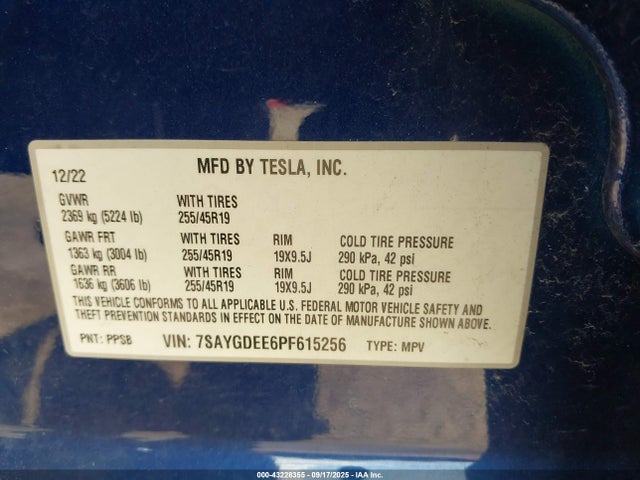 MFD BY TESLA, INC.
12/22
GVWR WITH TIRES
2369 kg (5224 lb) 255/45R19
GAWR FRT WITH TIRES RIM COLD TIRE PRESSURE
1363 kg (3004 lb) 255/45R19 19X9.5J 290 kPa, 42 psi
GAWR RR WITH TIRES RIM COLD TIRE PRESSURE
1636 kg (3606 lb) 255/45R19 19X9.5J 290 kPa, 42 psi
THIS VEHICLE CONFORMS TO ALL APPLICABLE U.S. FEDERAL MOTOR VEHICLE SAFETY AND
THEFT PREVENTION STANDARDS IN EFFECT ON THE DATE OF MANUFACTURE SHOWN ABOVE.
PNT: PPSB VIN: 7SAYGDEE6PF615256 TYPE: MPV
000-43228355 - 09/17/2025 - IAAI.COM